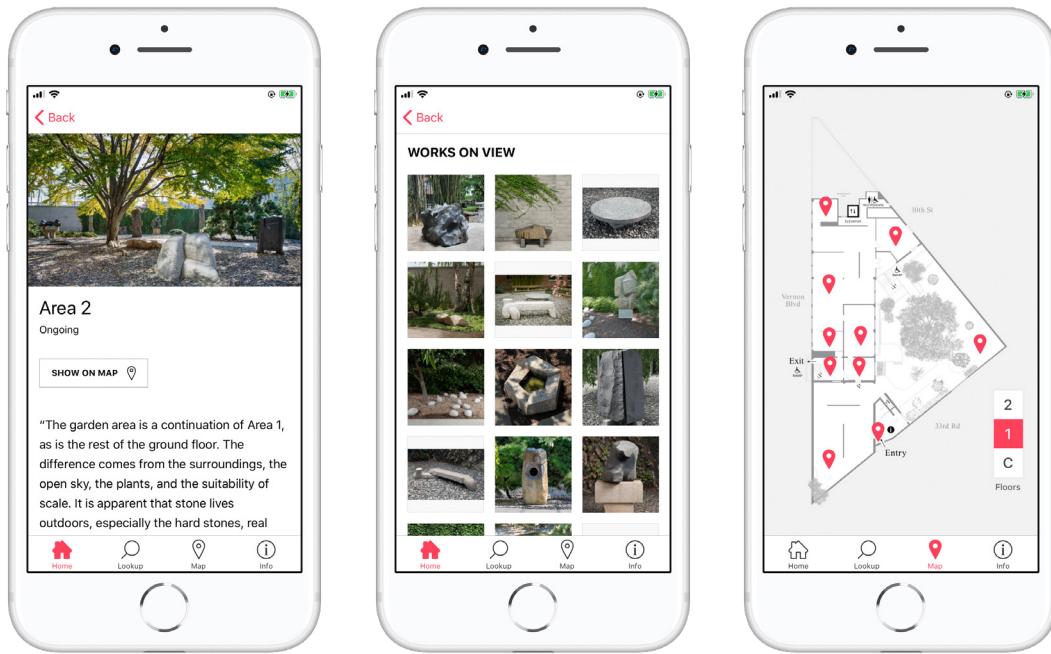 Back
Area 2
Ongoing
SHOW ON MAP
“The garden area is a continuation of Area 1,
as is the rest of the ground floor. The
difference comes from the surroundings, the
open sky, the plants, and the suitability of
scale. It is apparent that stone lives
outdoors, especially the hard stones, real
Home
Lookup
Map
Info
Back
WORKS ON VIEW
Home
Lookup
Map
Info
10th St
ELEVATOR
RAMP
Vernon
Blvd
Exit
RAMP
33rd Rd
Entry
2
1
C
Floors
Home
Lookup
Map
Info